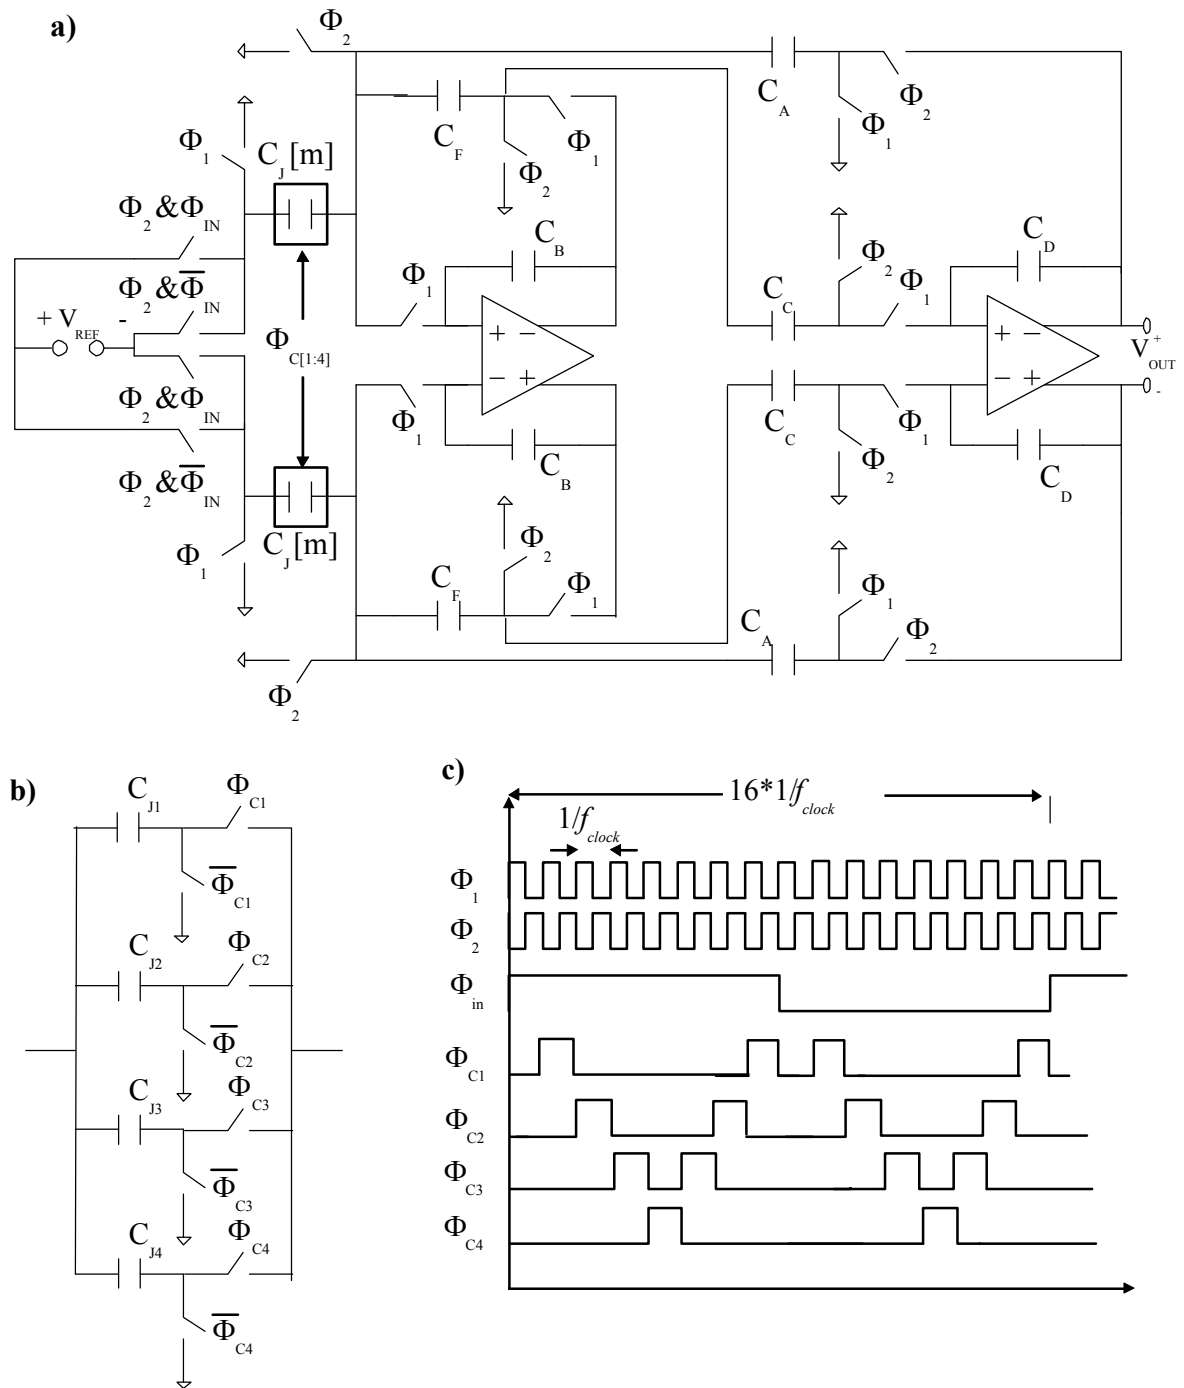 a)
Φ2
CA
Φ2
Φ1
CF
Φ1
Φ2
Φ1
CJ[m]
Φ2&ΦIN
Φ2&Φ̅IN
+ VREF -
Φ2&ΦIN
Φ2&Φ̅IN
Φ1
CJ[m]
ΦC[1:4]
Φ1
CB
+ −
− +
Φ1
CB
Φ2
CF
Φ1
Φ2
CC
Φ2
Φ1
CD
+ −
− +
VOUT + -
CC
Φ1
Φ2
CD
Φ1
CA
Φ2
b)
CJ1 ΦC1
Φ̅C1
CJ2 ΦC2
Φ̅C2
CJ3 ΦC3
Φ̅C3
CJ4 ΦC4
Φ̅C4
c)
16*1/fclock
1/fclock
Φ1
Φ2
Φin
ΦC1
ΦC2
ΦC3
ΦC4